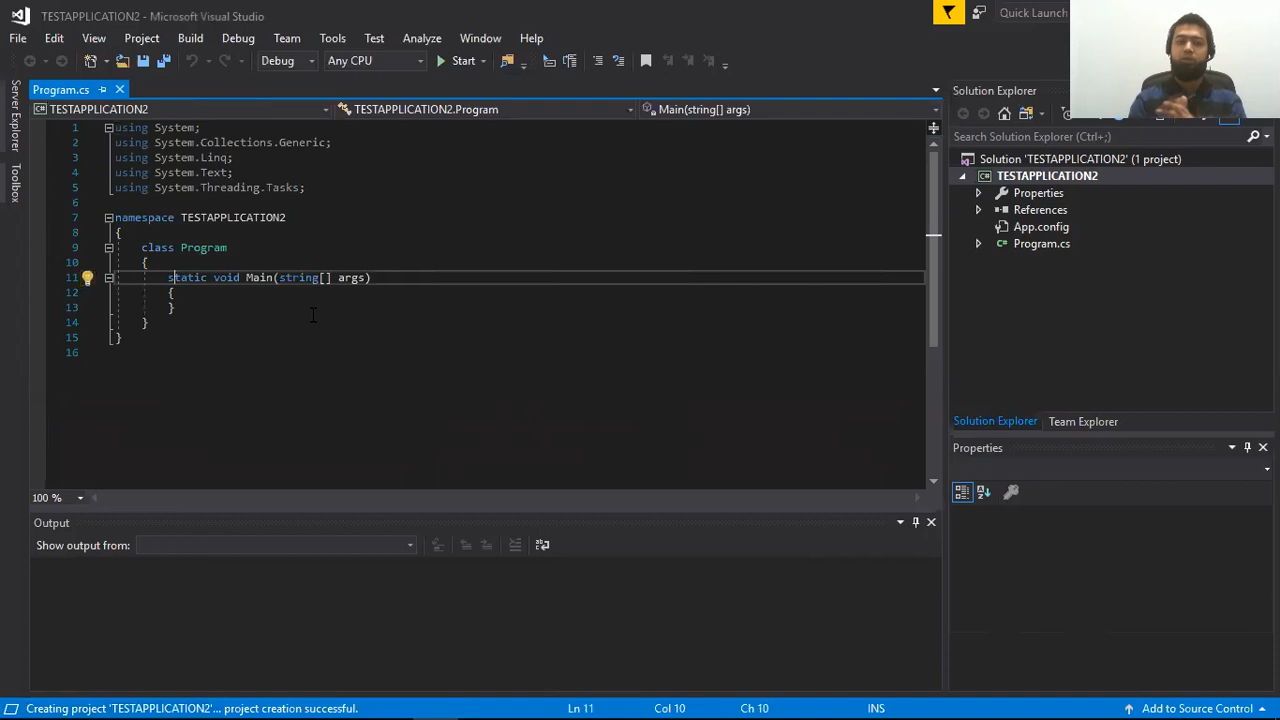 TESTAPPLICATION2 - Microsoft Visual Studio
Quick Launch
File Edit View Project Build Debug Team Tools Test Analyze Window Help
Debug Any CPU Start
Server Explorer
Toolbox
Program.cs
TESTAPPLICATION2 TESTAPPLICATION2.Program Main(string[] args)
1 using System;
2 using System.Collections.Generic;
3 using System.Linq;
4 using System.Text;
5 using System.Threading.Tasks;
6
7 namespace TESTAPPLICATION2
8 {
9 class Program
10 {
11 static void Main(string[] args)
12 {
13 }
14 }
15 }
16
100 %
Output
Show output from:
Solution Explorer
Search Solution Explorer (Ctrl+;)
Solution 'TESTAPPLICATION2' (1 project)
C# TESTAPPLICATION2
Properties
References
App.config
C# Program.cs
Solution Explorer Team Explorer
Properties
Creating project 'TESTAPPLICATION2'... project creation successful. Ln 11 Col 10 Ch 10 INS Add to Source Control